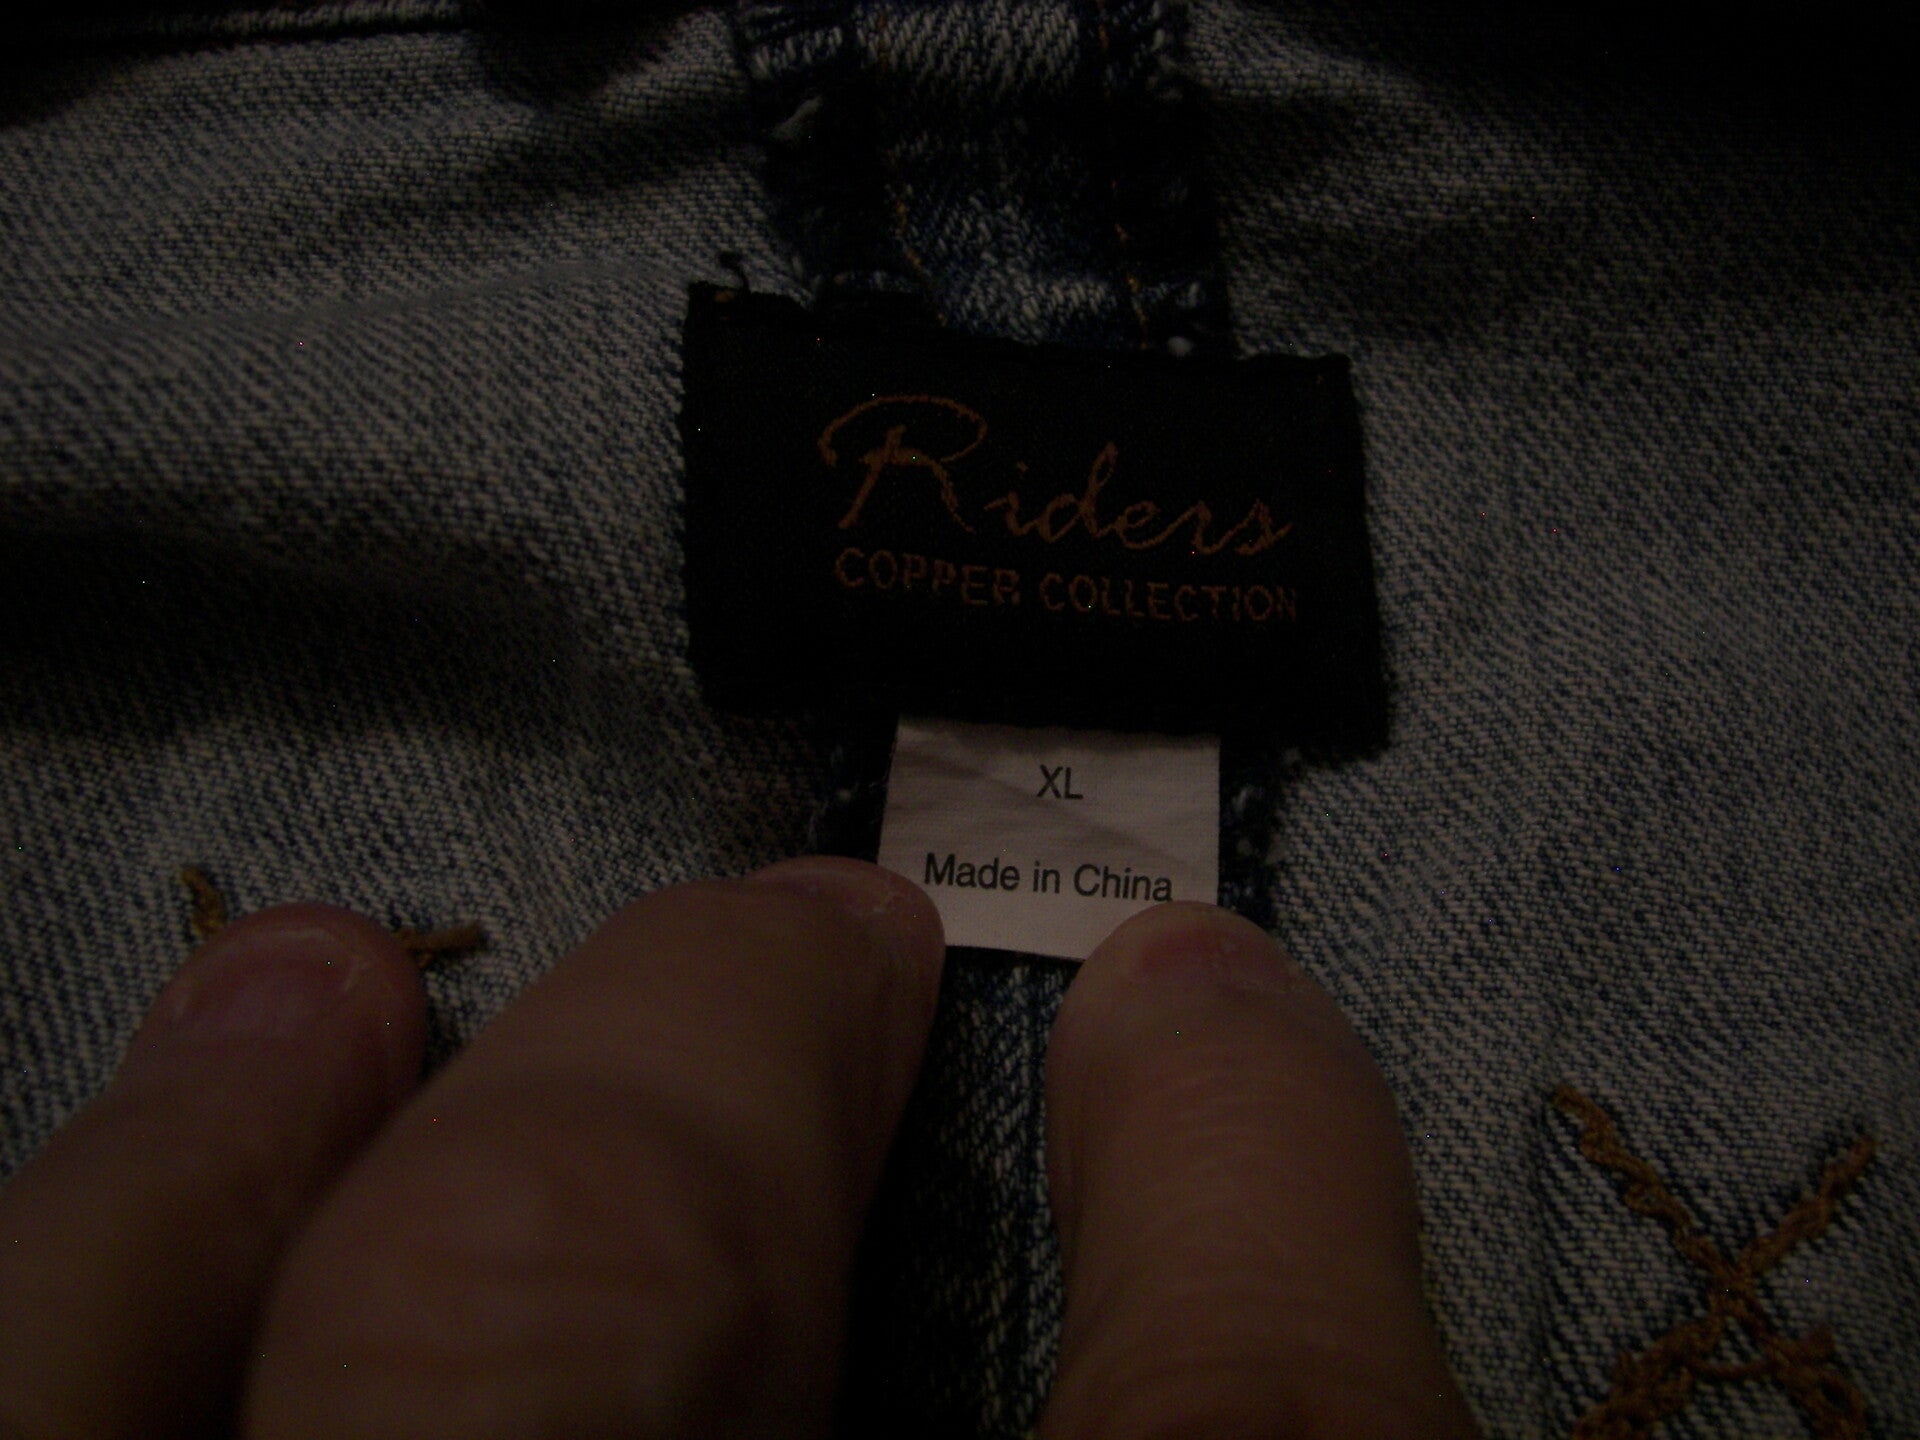 Riders
COPPER COLLECTION
XL
Made in China